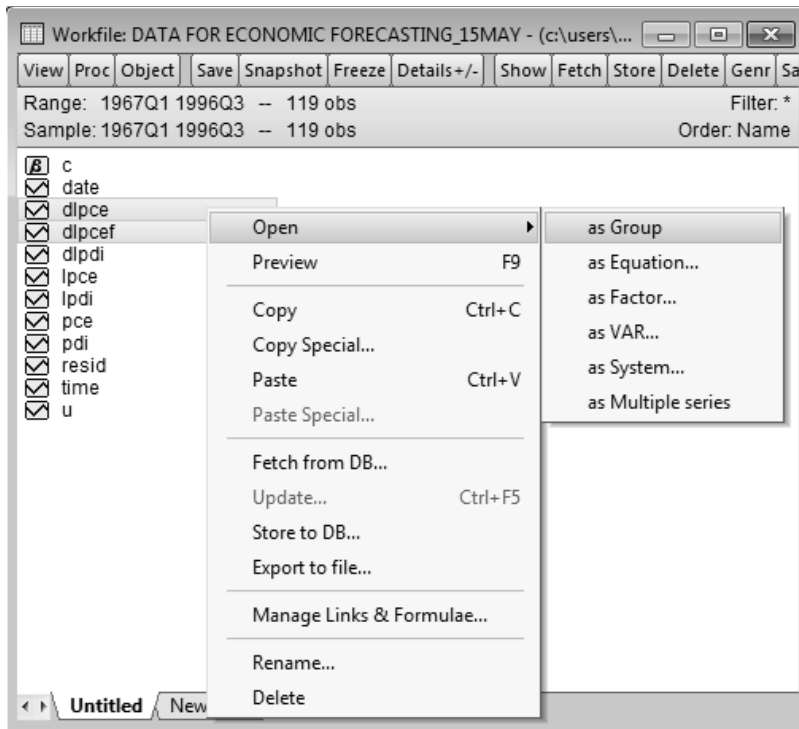 Workfile: DATA FOR ECONOMIC FORECASTING_15MAY - (c:\users\...
View Proc Object Save Snapshot Freeze Details+/- Show Fetch Store Delete Genr Sa
Range: 1967Q1 1996Q3 -- 119 obs Filter: *
Sample: 1967Q1 1996Q3 -- 119 obs Order: Name
β c
date
dlpce
dlpcef
dlpdi
lpce
lpdi
pce
pdi
resid
time
u
Open
Preview F9
Copy Ctrl+C
Copy Special...
Paste Ctrl+V
Paste Special...
Fetch from DB...
Update... Ctrl+F5
Store to DB...
Export to file...
Manage Links & Formulae...
Rename...
Delete
as Group
as Equation...
as Factor...
as VAR...
as System...
as Multiple series
Untitled New